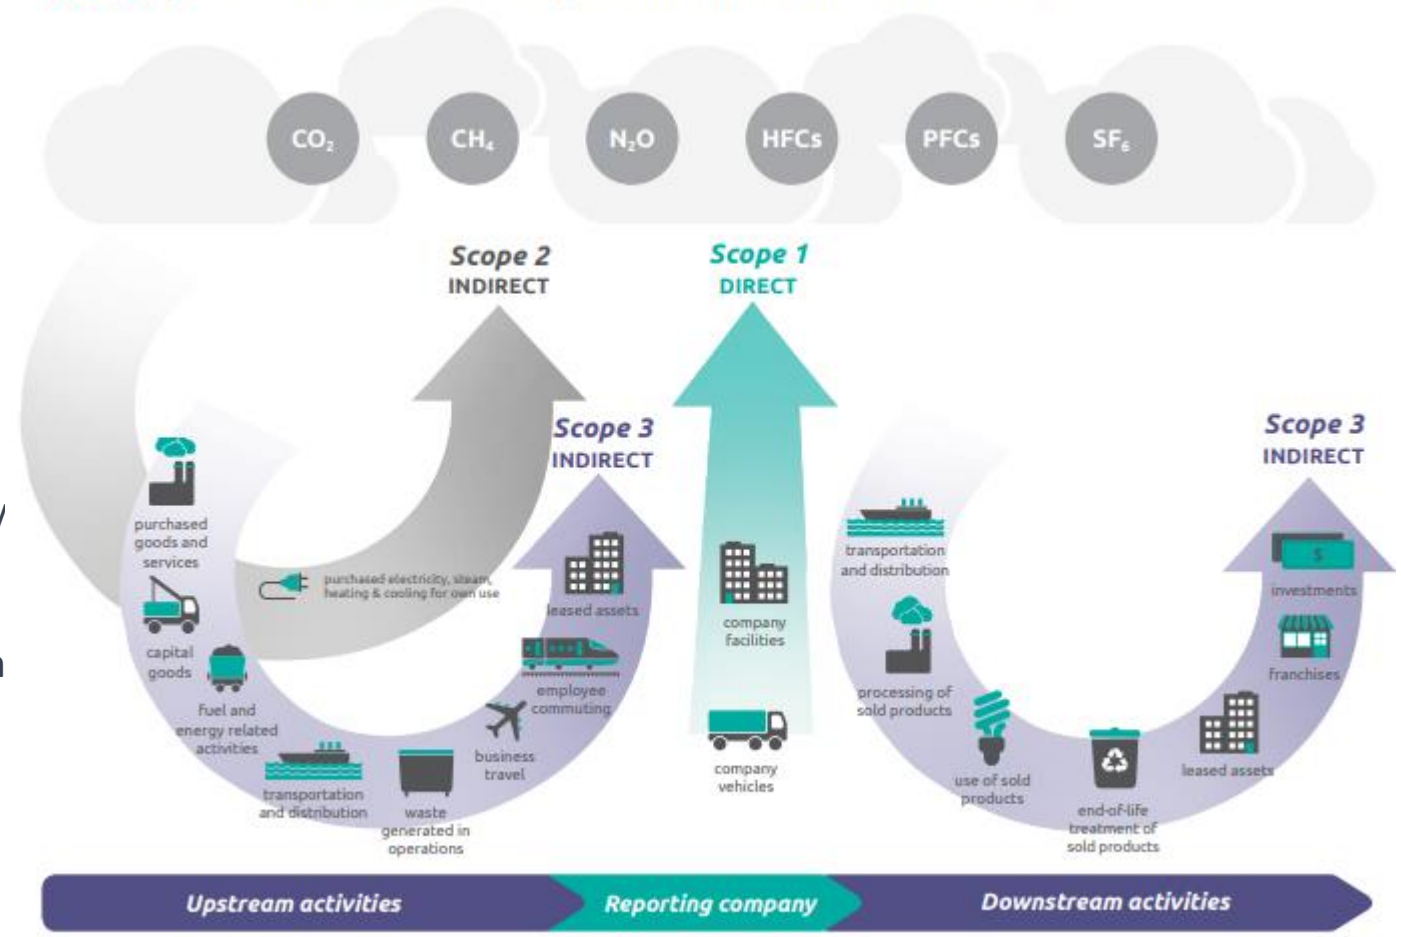 CO₂
CH₄
N₂O
HFCs
PFCs
SF₆
Scope 2
INDIRECT
Scope 1
DIRECT
Scope 3
INDIRECT
Scope 3
INDIRECT
purchased
goods and
services
capital
goods
fuel and
energy related
activities
transportation
and distribution
waste
generated in
operations
business
travel
employee
commuting
leased assets
purchased electricity, steam,
heating & cooling for own use
company
facilities
company
vehicles
transportation
and distribution
processing of
sold products
use of sold
products
end-of-life
treatment of
sold products
leased assets
franchises
investments
$
Upstream activities
Reporting company
Downstream activities